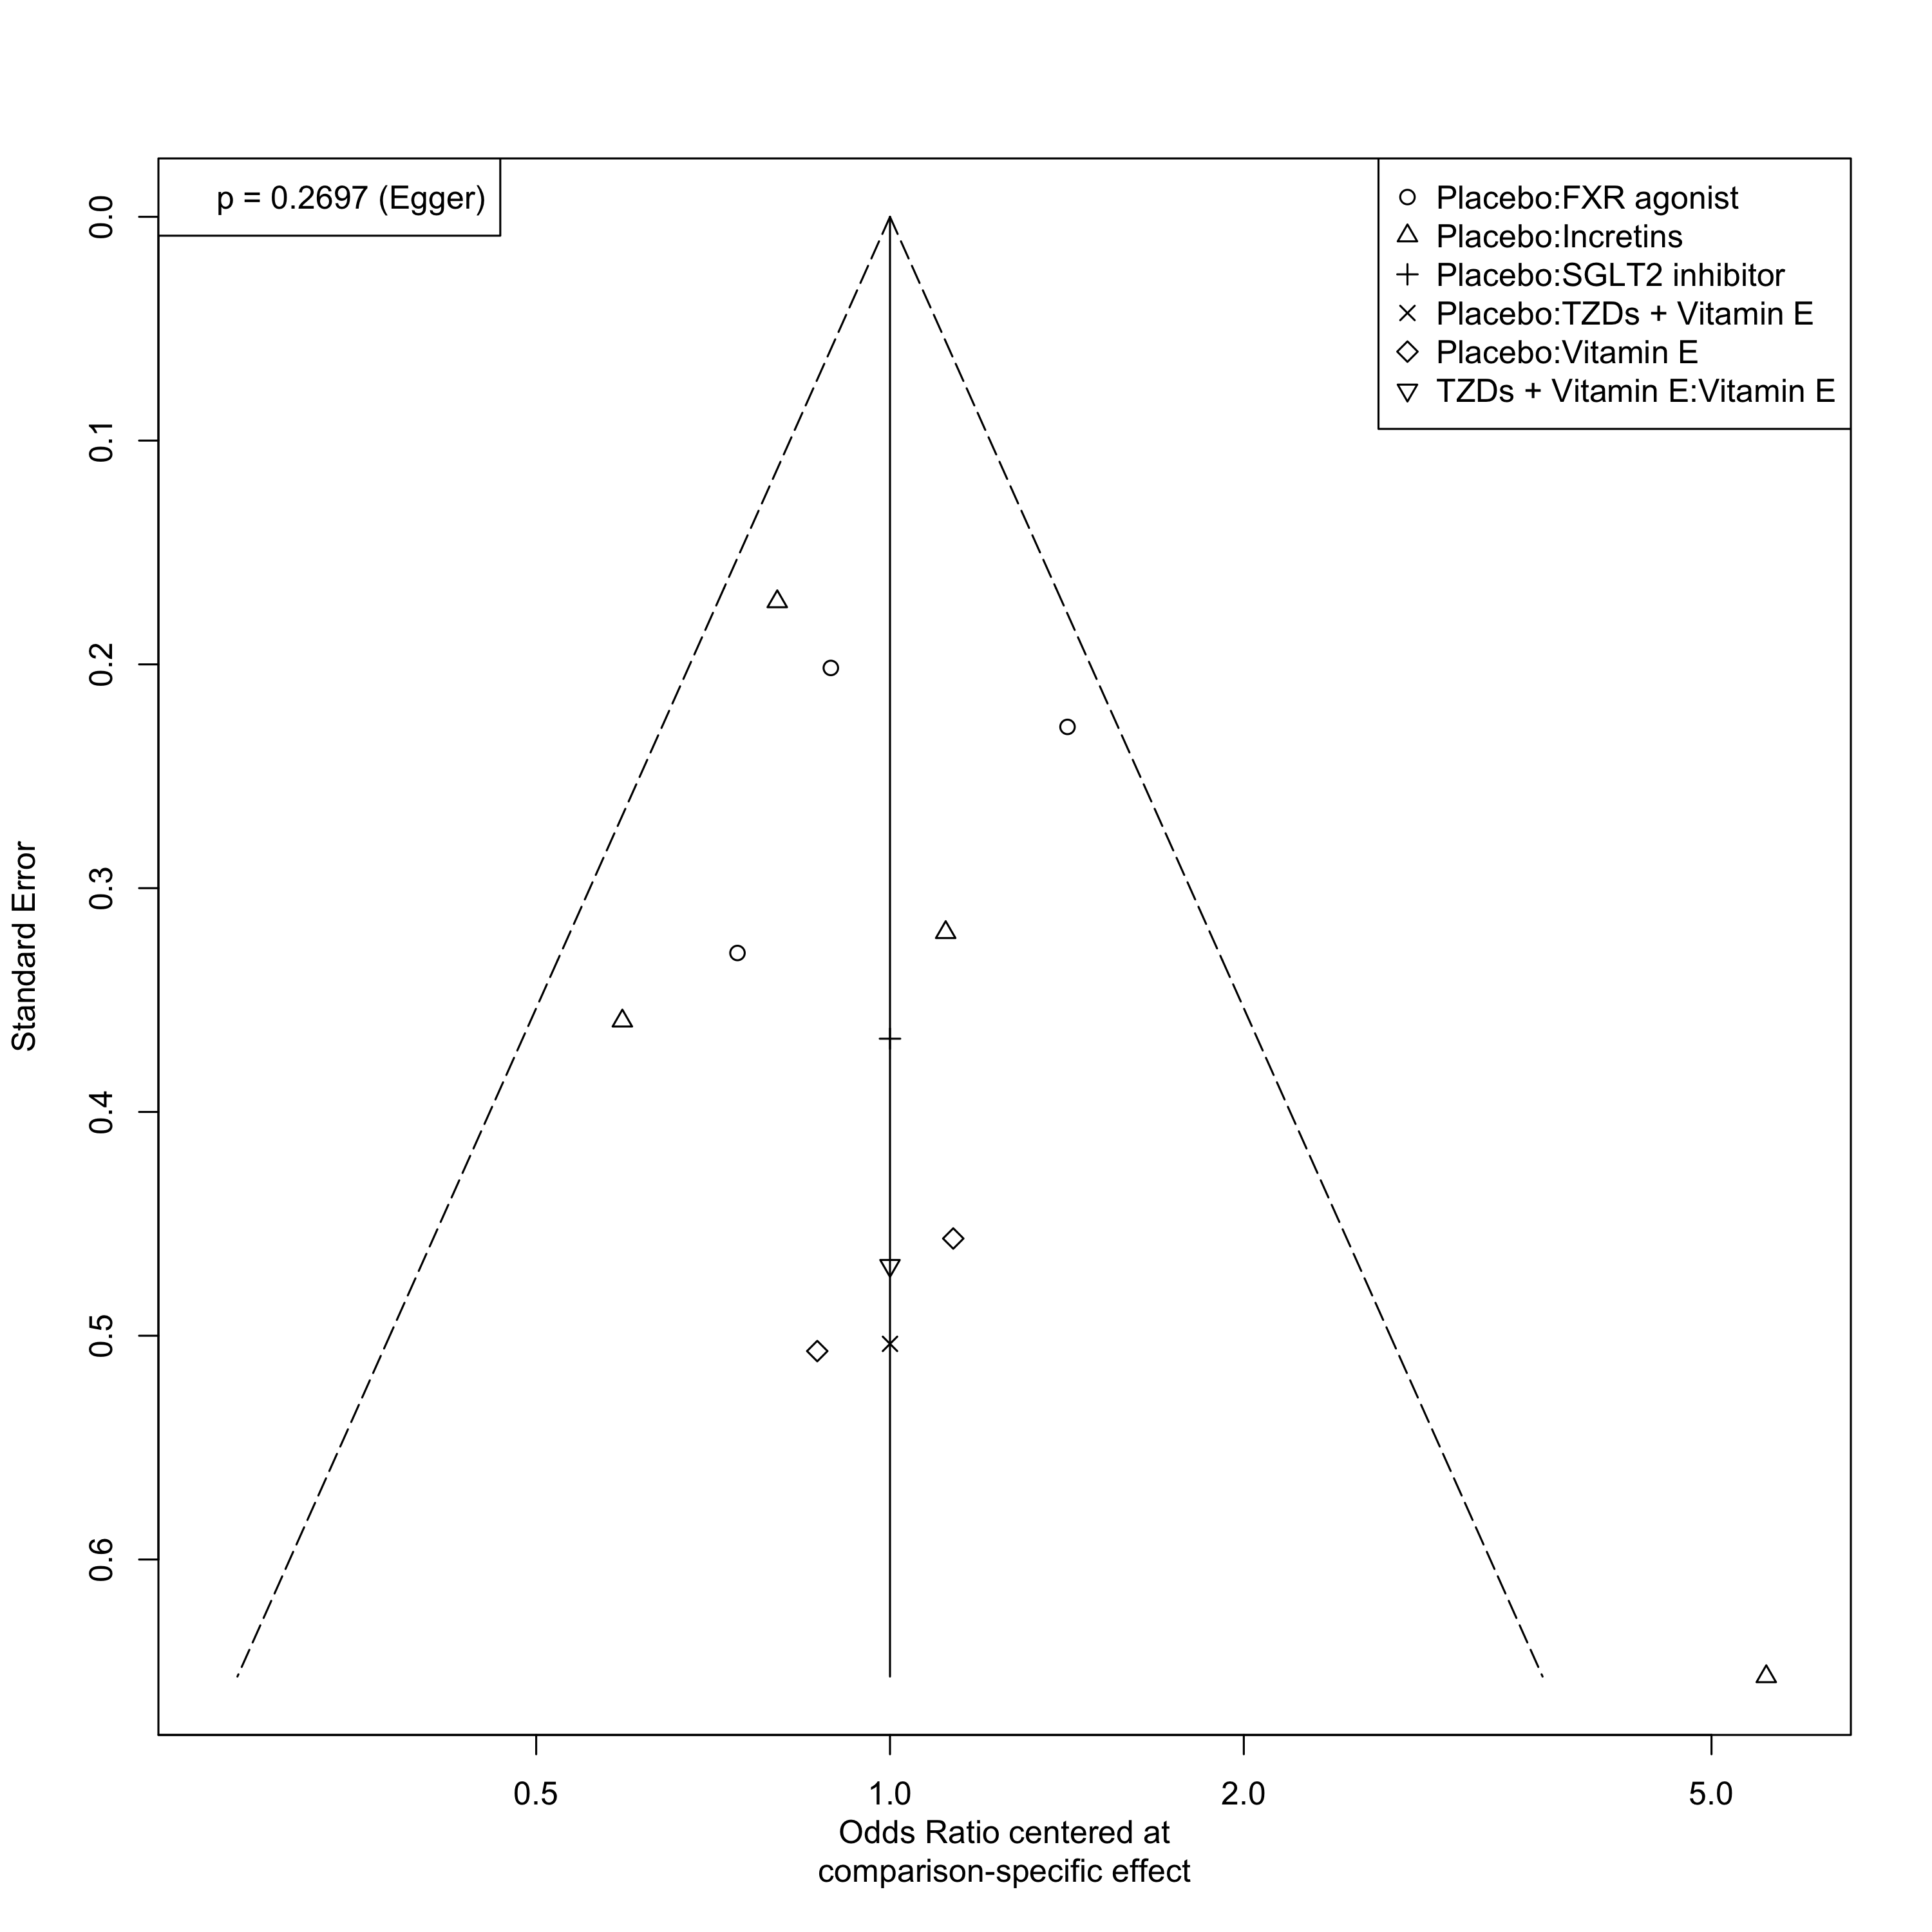 p = 0.2697 (Egger)
Placebo:FXR agonist
Placebo:Incretins
Placebo:SGLT2 inhibitor
Placebo:TZDs + Vitamin E
Placebo:Vitamin E
TZDs + Vitamin E:Vitamin E
Standard Error
0.0
0.1
0.2
0.3
0.4
0.5
0.6
0.5 1.0 2.0 5.0
Odds Ratio centered at
comparison-specific effect